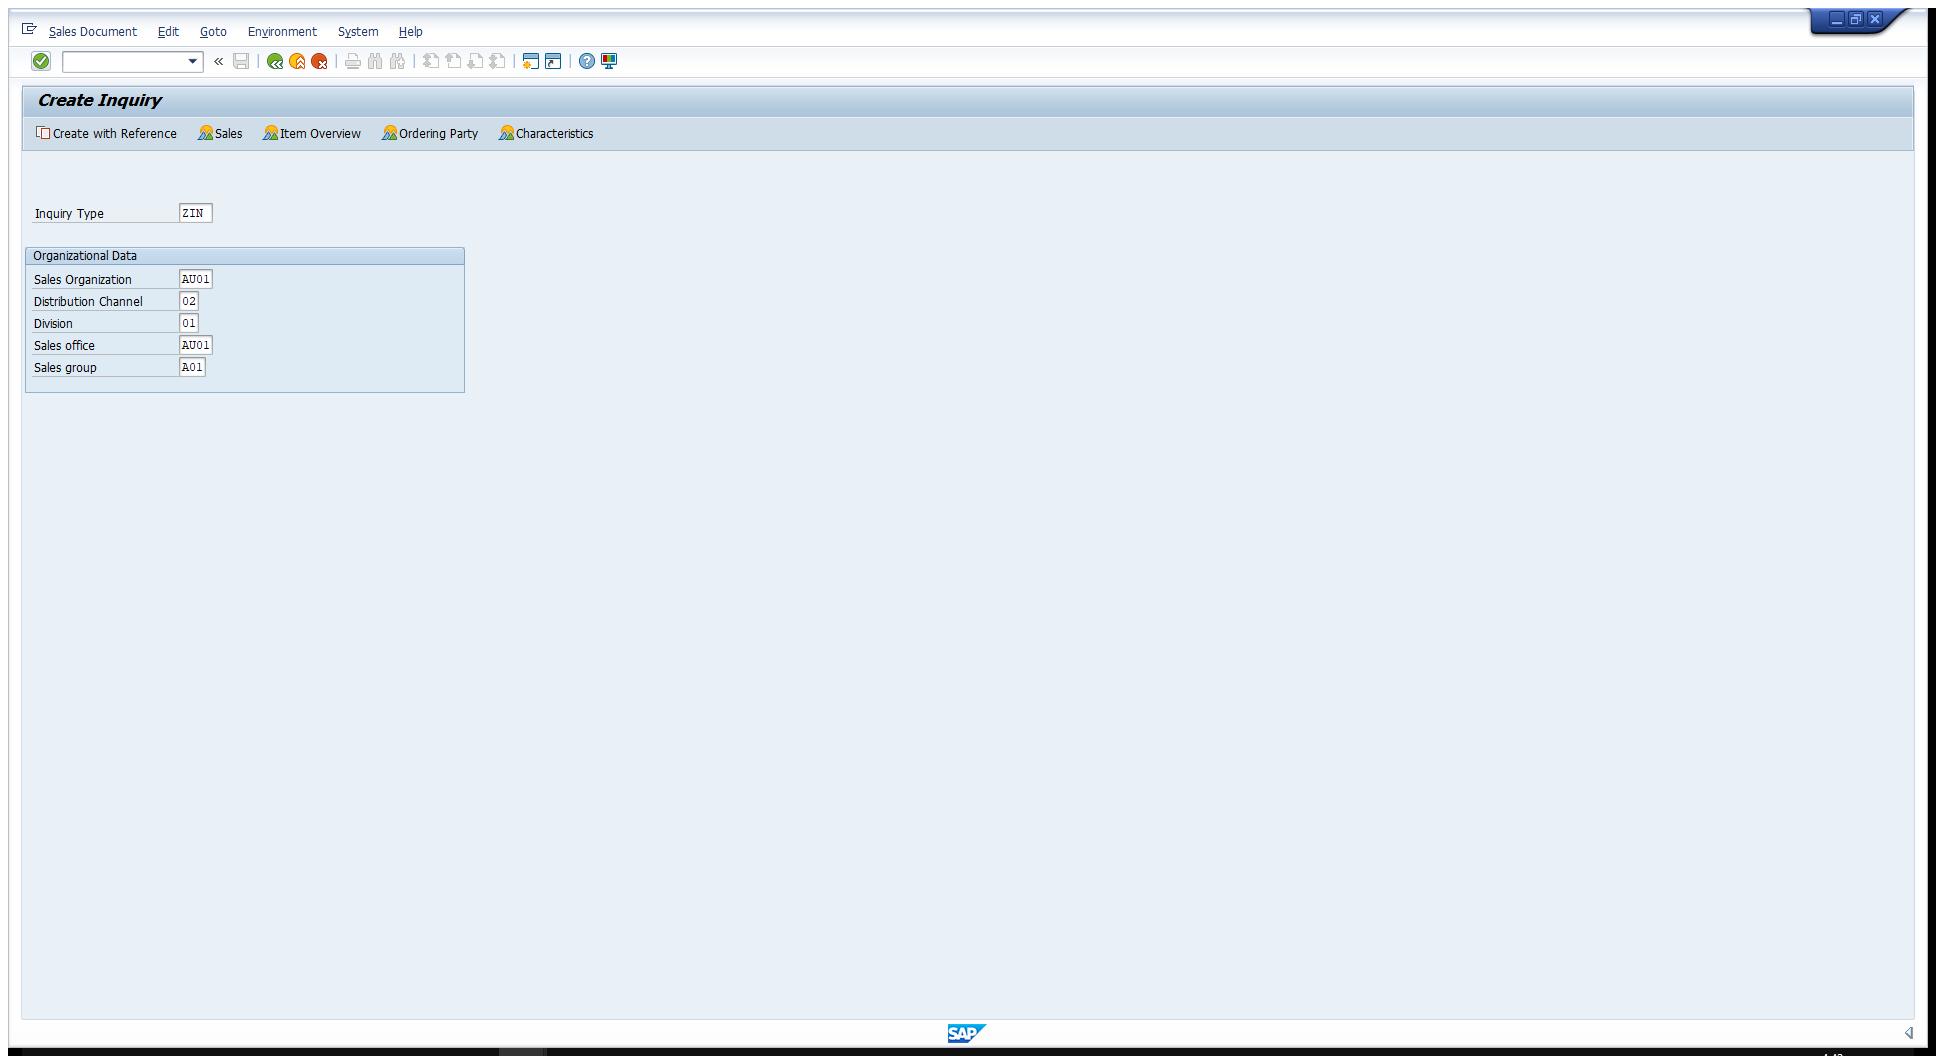 Sales Document Edit Goto Environment System Help
Create Inquiry
Create with Reference Sales Item Overview Ordering Party Characteristics
Inquiry Type ZIN
Organizational Data
Sales Organization AU01
Distribution Channel 02
Division 01
Sales office AU01
Sales group A01
SAP